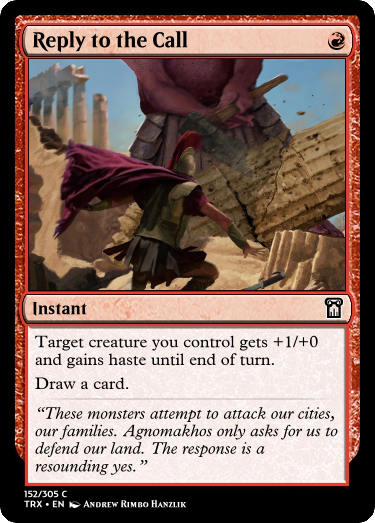 Reply to the Call
Instant
Target creature you control gets +1/+0
and gains haste until end of turn.
Draw a card.
“These monsters attempt to attack our cities,
our families. Agnomakhos only asks for us to
defend our land. The response is a
resounding yes.”
152/305 C
TRX • EN Andrew Rimbo Hanzlik